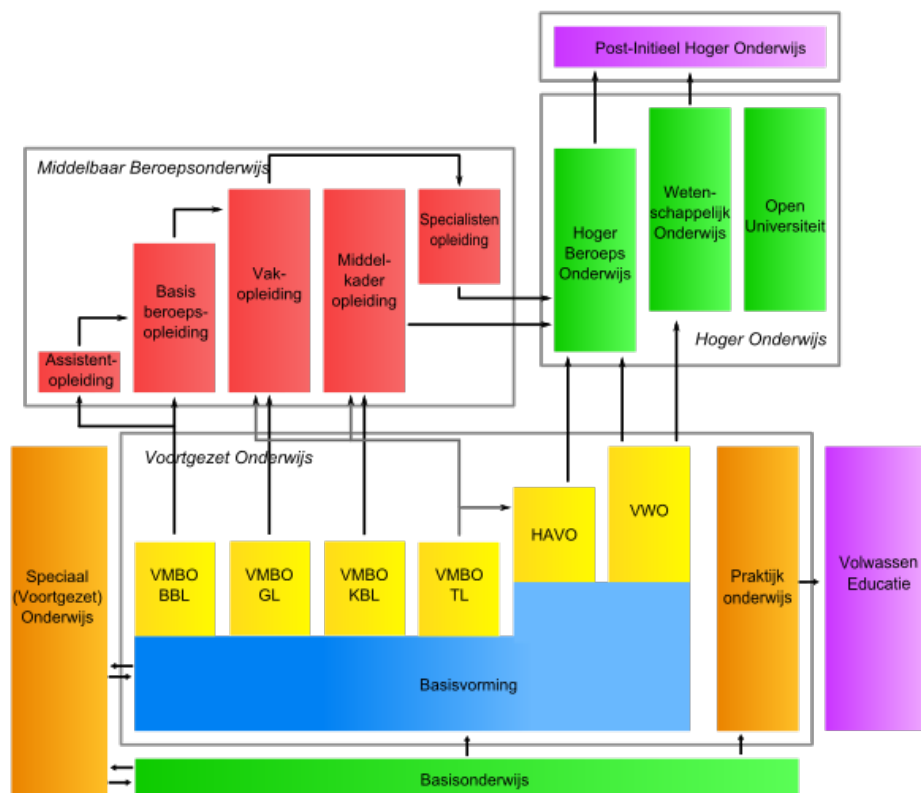 Post-Initieel Hoger Onderwijs
Middelbaar Beroepsonderwijs
Assistent-
opleiding
Basis
beroeps-
opleiding
Vak-
opleiding
Middel-
kader
opleiding
Specialisten
opleiding
Hoger
Beroeps
Onderwijs
Weten-
schappelijk
Onderwijs
Open
Universiteit
Hoger Onderwijs
Voortgezet Onderwijs
Speciaal
(Voortgezet)
Onderwijs
VMBO
BBL
VMBO
GL
VMBO
KBL
VMBO
TL
HAVO
VWO
Praktijk
onderwijs
Volwassen
Educatie
Basisvorming
Basisonderwijs